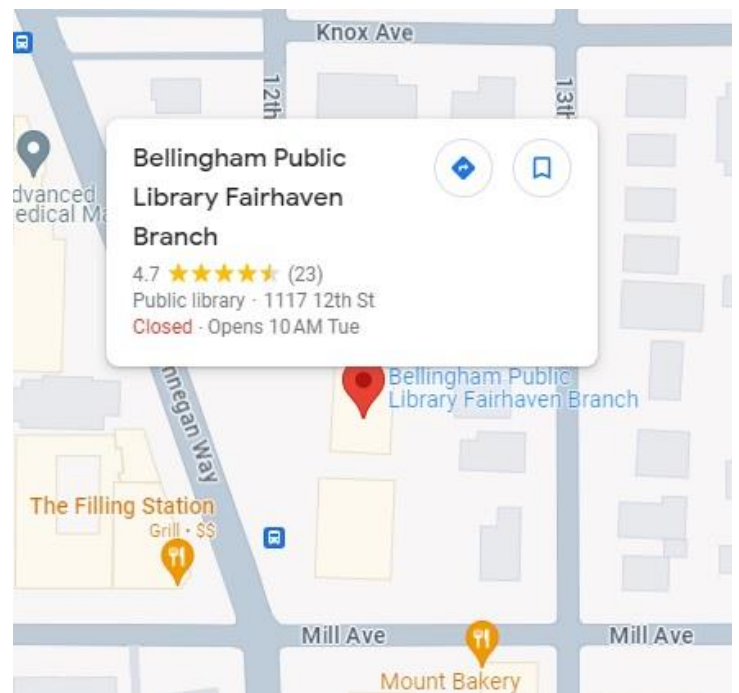 Knox Ave
12th
13th
dvanced
edical Ma
Bellingham Public
Library Fairhaven
Branch
4.7 (23)
Public library · 1117 12th St
Closed · Opens 10 AM Tue
nnegan Way
Bellingham Public
Library Fairhaven Branch
The Filling Station
Grill · $$
Mill Ave
Mill Ave
Mount Bakery